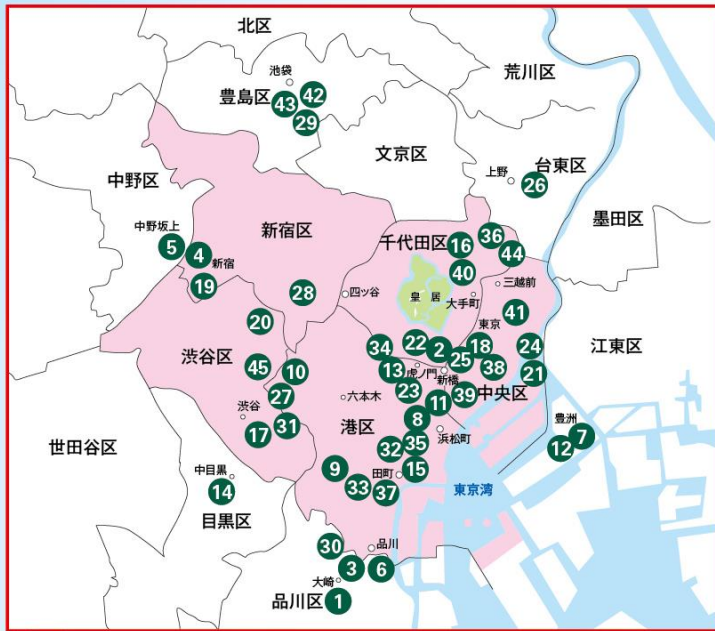 北区
池袋
豊島区
42
43
29
荒川区
文京区
上野
台東区
26
中野区
墨田区
中野坂上
5
4
新宿
新宿区
千代田区
16
36
44
19
28
四ツ谷
皇居
40
大手町
三越前
20
東京
41
江東区
渋谷区
34
22
2
25
18
24
45
10
13
虎ノ門
新橋
38
21
27
六本木
23
11
39
中央区
渋谷
17
31
港区
8
浜松町
豊洲
7
12
世田谷区
32
35
9
田町
15
中目黒
14
33
37
東京湾
目黒区
30
品川
3
6
大崎
品川区
1